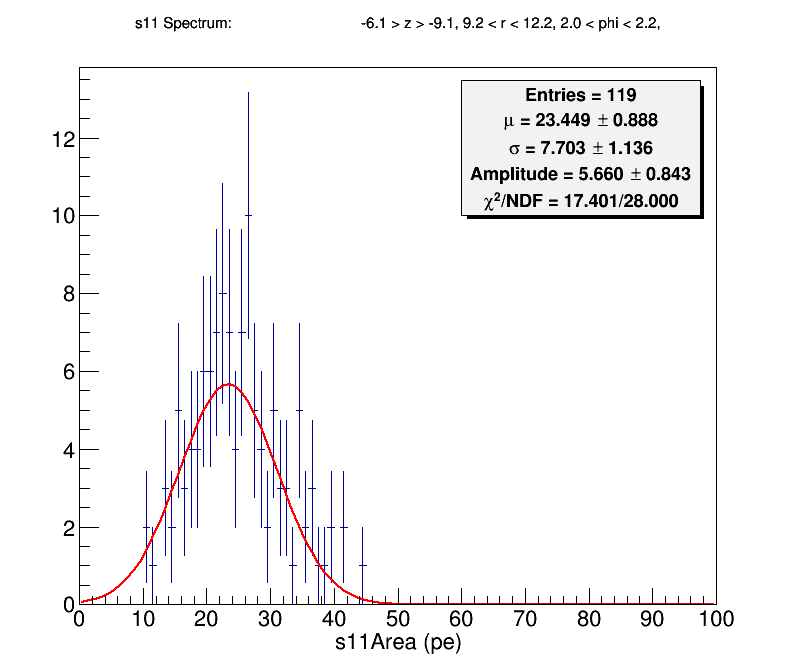 s11 Spectrum: -6.1 > z > -9.1, 9.2 < r < 12.2, 2.0 < phi < 2.2,
Entries = 119
μ = 23.449 ± 0.888
σ = 7.703 ± 1.136
Amplitude = 5.660 ± 0.843
χ²/NDF = 17.401/28.000
12
10
8
6
4
2
0
0 10 20 30 40 50 60 70 80 90 100
s11Area (pe)